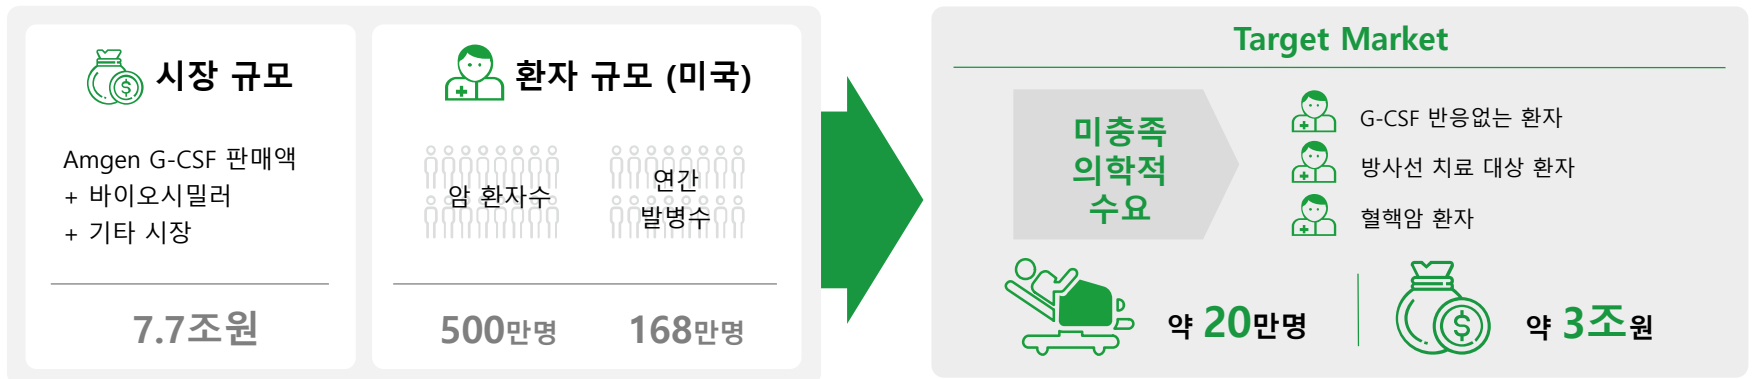 시장 규모
Amgen G-CSF 판매액
+ 바이오시밀러
+ 기타 시장
7.7조원
환자 규모 (미국)
암 환자수
연간
발병수
500만명
168만명
Target Market
미충족
의학적
수요
G-CSF 반응없는 환자
방사선 치료 대상 환자
혈핵암 환자
약 20만명
약 3조원